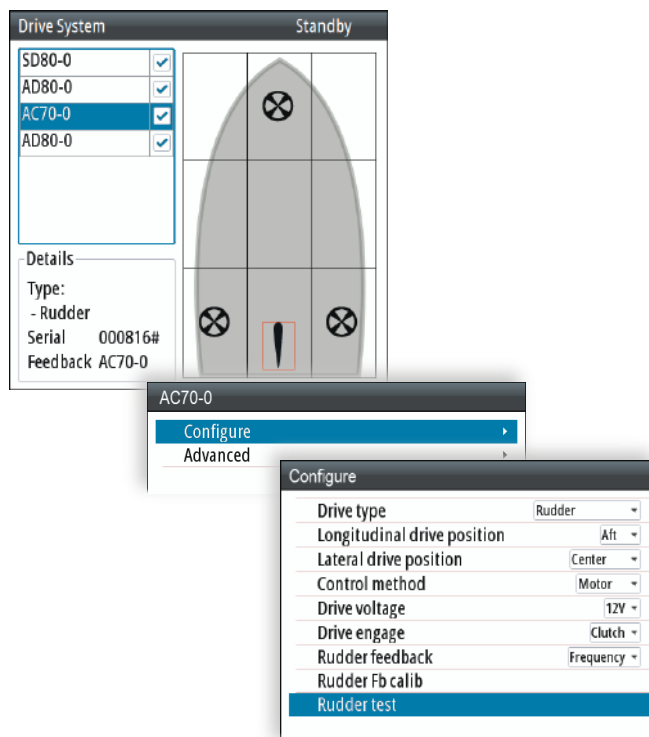 Drive System Standby
SD80-0
AD80-0
AC70-0
AD80-0
Details
Type:
- Rudder
Serial 000816#
Feedback AC70-0
AC70-0
Configure
Advanced
Configure
Drive type Rudder
Longitudinal drive position Aft
Lateral drive position Center
Control method Motor
Drive voltage 12V
Drive engage Clutch
Rudder feedback Frequency
Rudder Fb calib
Rudder test